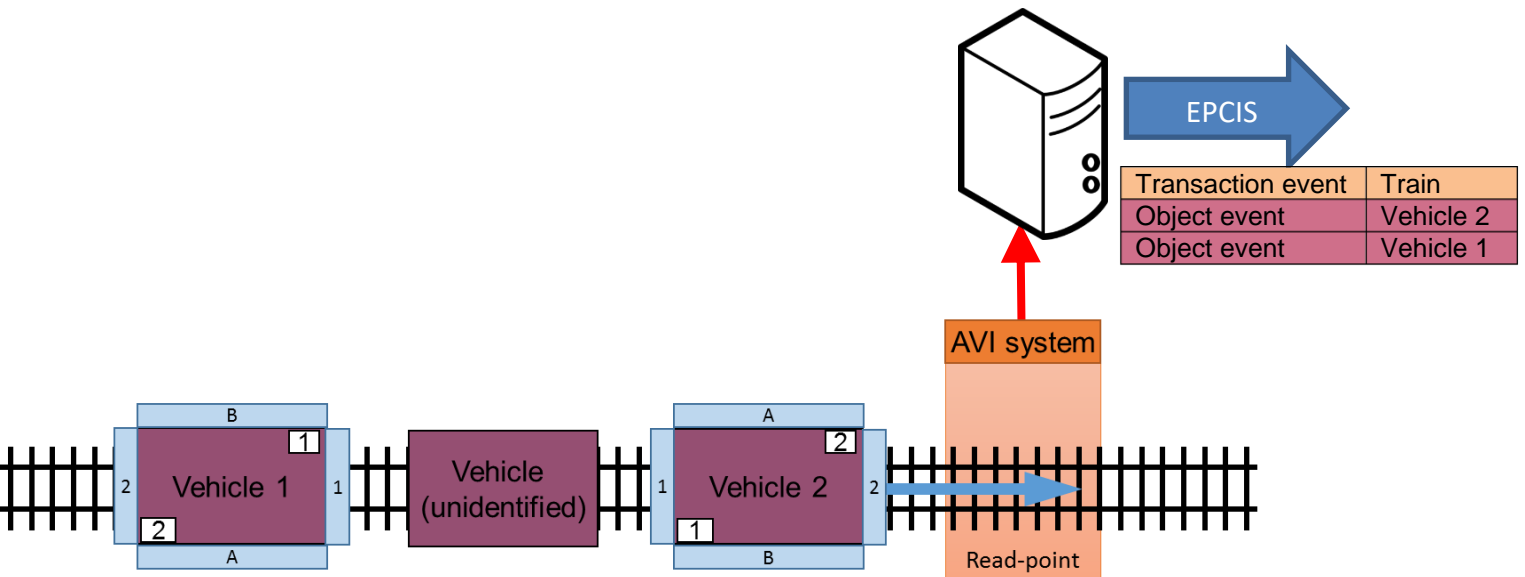 EPCIS
Transaction event Train
Object event Vehicle 2
Object event Vehicle 1
AVI system
B
1
2 Vehicle 1 1
2
A
Vehicle
(unidentified)
A
2
1 Vehicle 2 2
1
B
Read-point